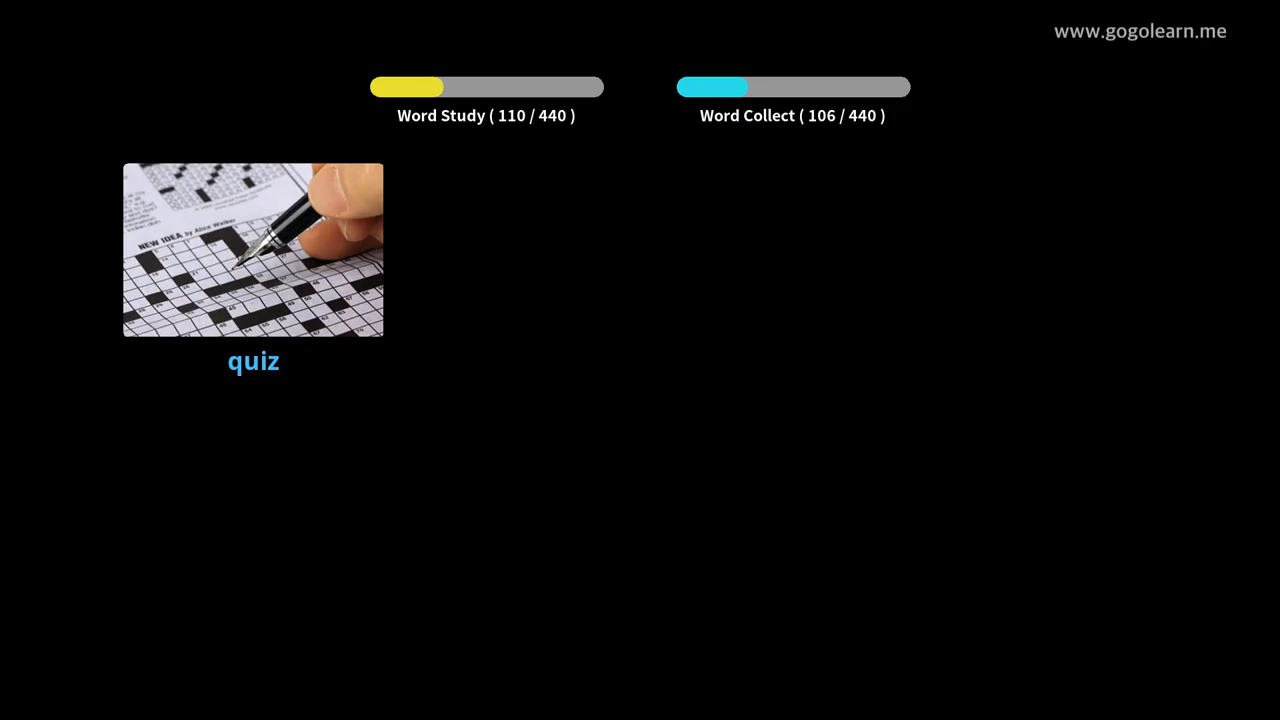 www.gogolearn.me
Word Study ( 110 / 440 )
Word Collect ( 106 / 440 )
NEW IDEA by Alice Walker
quiz